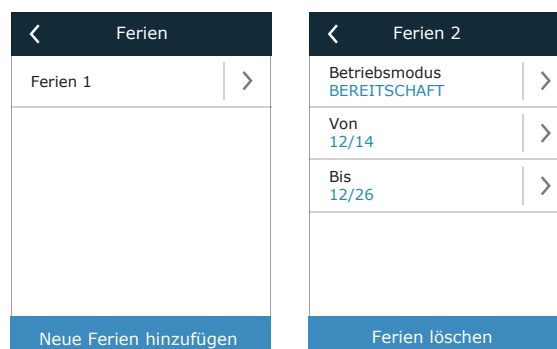 Ferien
Ferien 1
Neue Ferien hinzufügen
Ferien 2
Betriebsmodus
BEREITSCHAFT
Von
12/14
Bis
12/26
Ferien löschen